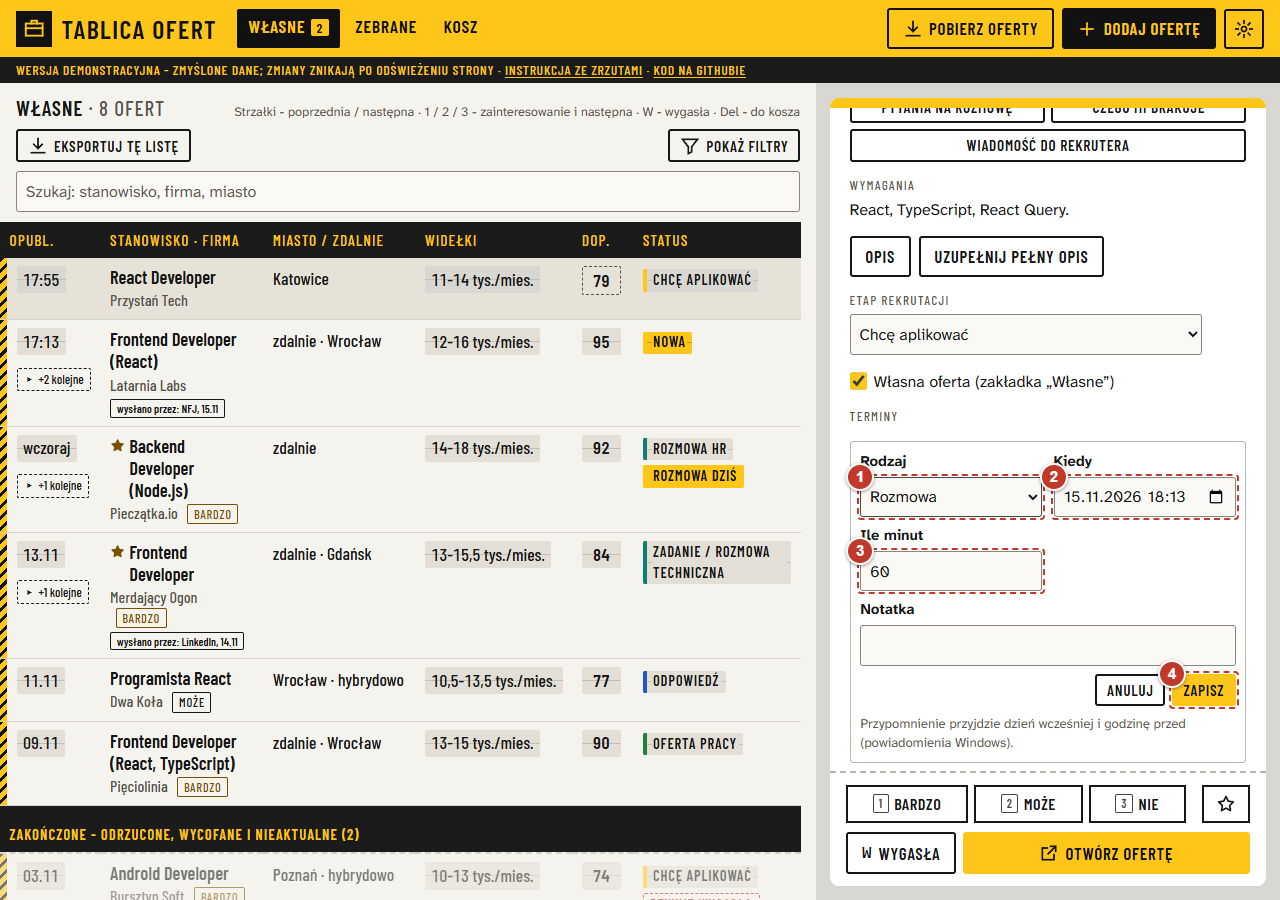 TABLICA OFERT
WŁASNE 2
ZEBRANE
KOSZ
POBIERZ OFERTY
DODAJ OFERTĘ
WERSJA DEMONSTRACYJNA - ZMYŚLONE DANE; ZMIANY ZNIKAJĄ PO ODŚWIEŻENIU STRONY · INSTRUKCJA ZE ZRZUTAMI · KOD NA GITHUBIE
WŁASNE · 8 OFERT
Strzałki - poprzednia / następna · 1 / 2 / 3 - zainteresowanie i następna · W - wygasła · Del - do kosza
EKSPORTUJ TĘ LISTĘ
POKAŻ FILTRY
Szukaj: stanowisko, firma, miasto
OPUBL. STANOWISKO · FIRMA MIASTO / ZDALNIE WIDEŁKI DOP. STATUS
17:55 React Developer Katowice 11-14 tys./mies. 79 CHCĘ APLIKOWAĆ
Przystań Tech
17:13 Frontend Developer zdalnie · Wrocław 12-16 tys./mies. 95 NOWA
(React)
+2 kolejne
Latarnia Labs
wysłano przez: NFJ, 15.11
wczoraj Backend zdalnie 14-18 tys./mies. 92 ROZMOWA HR
Developer ROZMOWA DZIŚ
+1 kolejne
(Node.js)
Pieczątka.io BARDZO
13.11 Frontend zdalnie · Gdańsk 13-15,5 tys./mies. 84 ZADANIE / ROZMOWA
Developer TECHNICZNA
+1 kolejne
Merdający Ogon
BARDZO
wysłano przez: LinkedIn, 14.11
11.11 Programista React Wrocław · hybrydowo 10,5-13,5 tys./mies. 77 ODPOWIEDŹ
Dwa Koła MOŻE
09.11 Frontend Developer zdalnie · Wrocław 13-15 tys./mies. 90 OFERTA PRACY
(React, TypeScript)
Pięciolinia BARDZO
ZAKOŃCZONE - ODRZUCONE, WYCOFANE I NIEAKTUALNE (2)
03.11 Android Developer Poznań · hybrydowo 10-13 tys./mies. 74 CHCĘ APLIKOWAĆ
Bursztyn Soft BARDZO
PYTANIA NA ROZMOWĘ
CZEGO MI BRAKUJE
WIADOMOŚĆ DO REKRUTERA
WYMAGANIA
React, TypeScript, React Query.
OPIS
UZUPEŁNIJ PEŁNY OPIS
ETAP REKRUTACJI
Chcę aplikować
Własna oferta (zakładka „Własne”)
TERMINY
Rodzaj Kiedy
1 2
Rozmowa 15.11.2026 18:13
Ile minut
3
60
Notatka
4
ANULUJ ZAPISZ
Przypomnienie przyjdzie dzień wcześniej i godzinę przed
(powiadomienia Windows).
1 BARDZO 2 MOŻE 3 NIE
W WYGASŁA
OTWÓRZ OFERTĘ